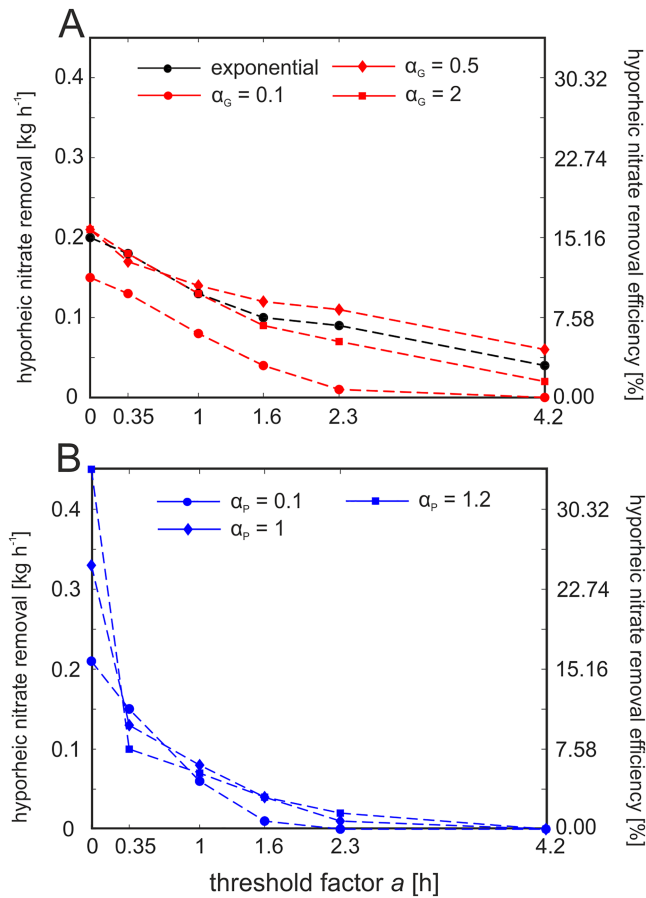 A
exponential
α_G = 0.5
α_G = 0.1
α_G = 2
hyporheic nitrate removal [kg h⁻¹]
0.4
0.3
0.2
0.1
0
hyporheic nitrate removal efficiency [%]
30.32
22.74
15.16
7.58
0.00
0 0.35 1 1.6 2.3 4.2
B
α_P = 0.1
α_P = 1.2
α_P = 1
hyporheic nitrate removal [kg h⁻¹]
0.4
0.3
0.2
0.1
0
hyporheic nitrate removal efficiency [%]
30.32
22.74
15.16
7.58
0.00
0 0.35 1 1.6 2.3 4.2
threshold factor a [h]